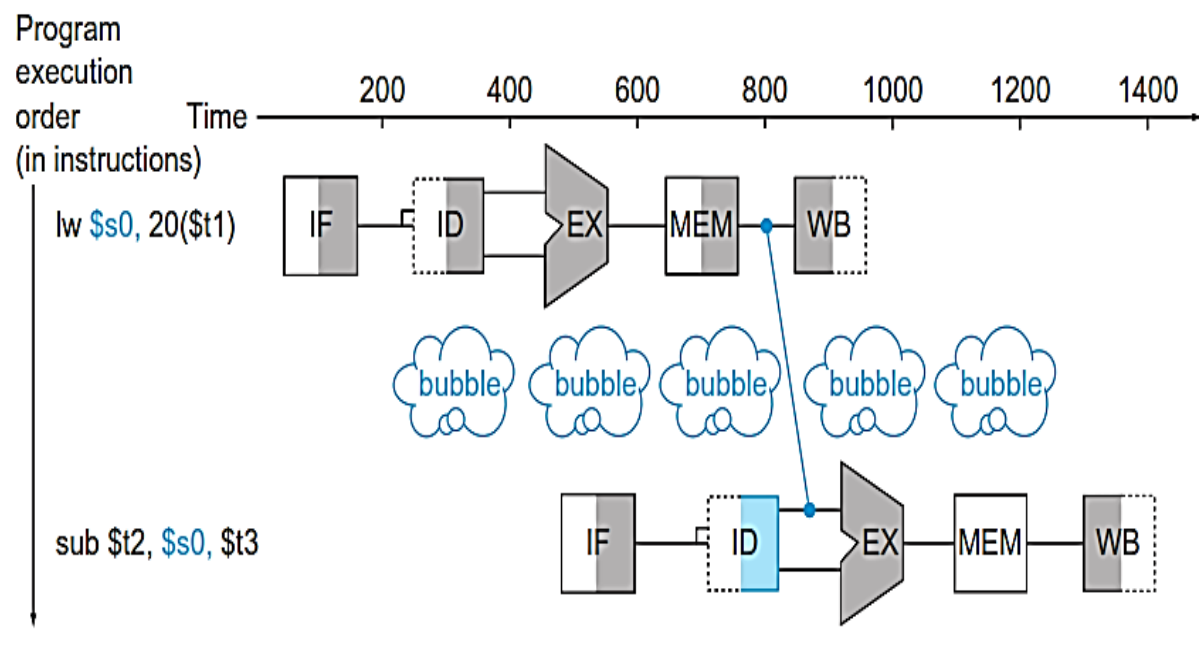 Program
execution
order
(in instructions)
Time
200 400 600 800 1000 1200 1400
lw $s0, 20($t1)
IF ID EX MEM WB
bubble bubble bubble bubble bubble
sub $t2, $s0, $t3
IF ID EX MEM WB